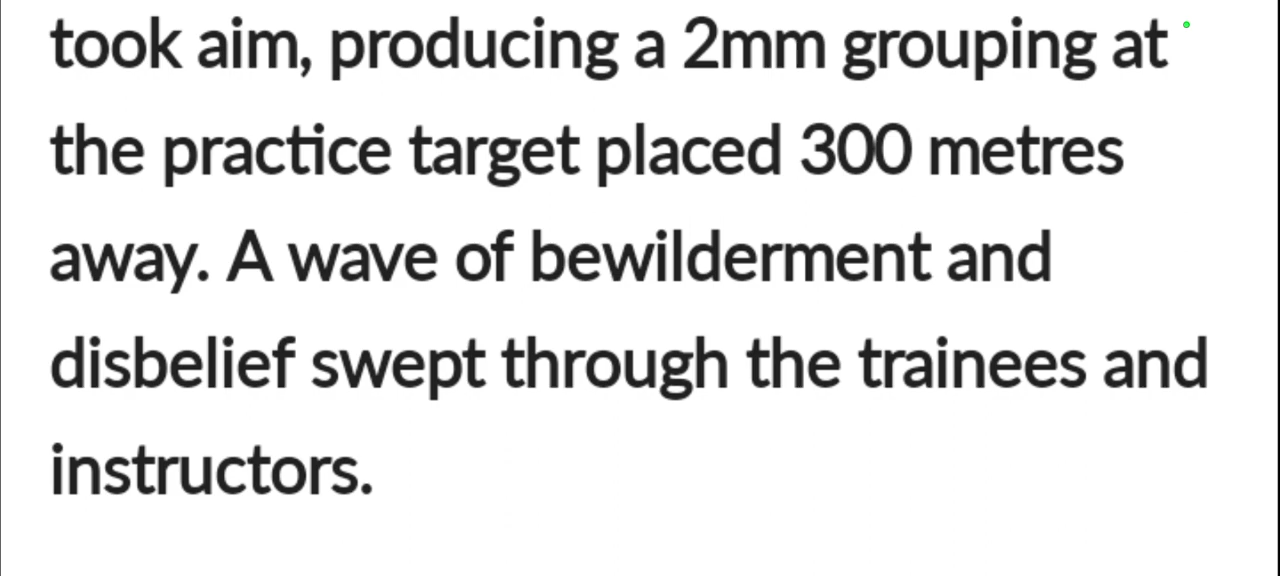 took aim, producing a 2mm grouping at
the practice target placed 300 metres
away. A wave of bewilderment and
disbelief swept through the trainees and
instructors.